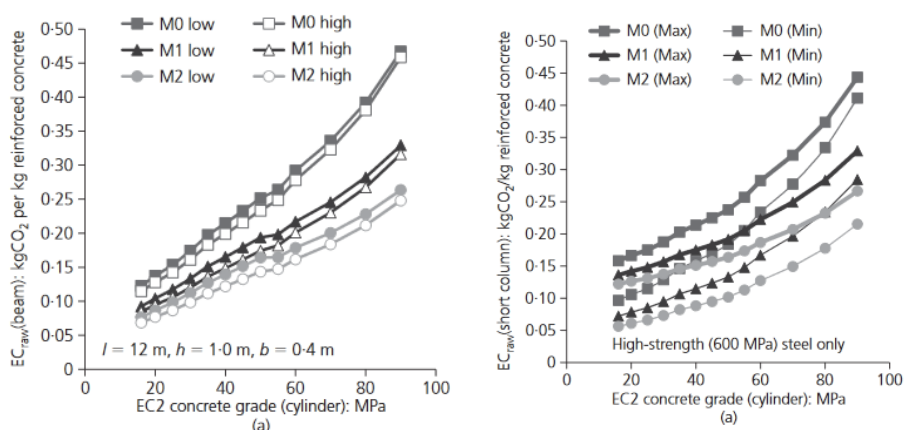 M0 low M0 high
M1 low M1 high
M2 low M2 high
0·50
0·45
0·40
0·35
0·30
0·25
0·20
0·15
0·10
0·05
0 20 40 60 80 100
EC2 concrete grade (cylinder): MPa
(a)
ECraw(beam): kgCO2 per kg reinforced concrete
l = 12 m, h = 1·0 m, b = 0·4 m
M0 (Max) M0 (Min)
M1 (Max) M1 (Min)
M2 (Max) M2 (Min)
0·50
0·45
0·40
0·35
0·30
0·25
0·20
0·15
0·10
0·05
0 20 40 60 80 100
EC2 concrete grade (cylinder): MPa
(a)
ECraw(short column): kgCO2/kg reinforced concrete
High-strength (600 MPa) steel only